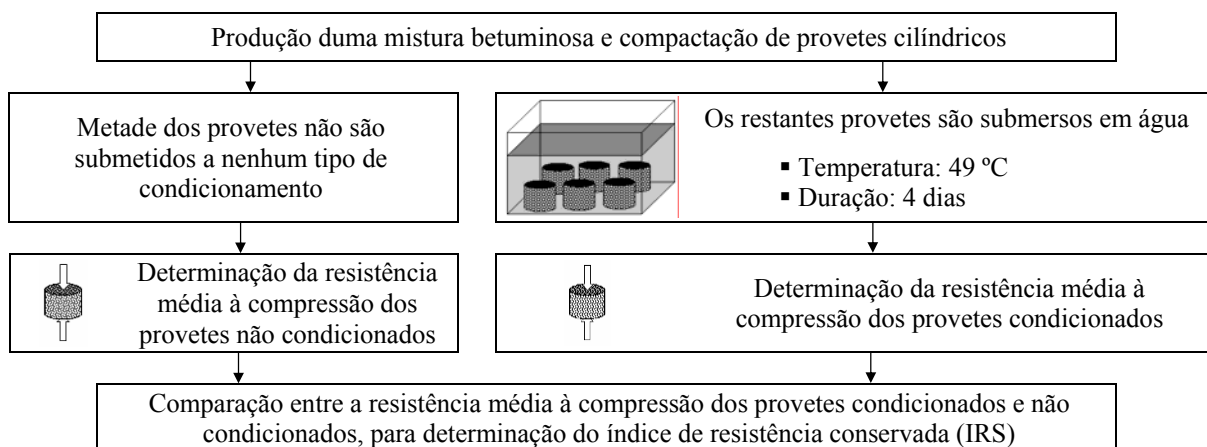 Produção duma mistura betuminosa e compactação de provetes cilíndricos
Metade dos provetes não são
submetidos a nenhum tipo de
condicionamento
Os restantes provetes são submersos em água
▪ Temperatura: 49 ºC
▪ Duração: 4 dias
Determinação da resistência
média à compressão dos
provetes não condicionados
Determinação da resistência média à
compressão dos provetes condicionados
Comparação entre a resistência média à compressão dos provetes condicionados e não
condicionados, para determinação do índice de resistência conservada (IRS)